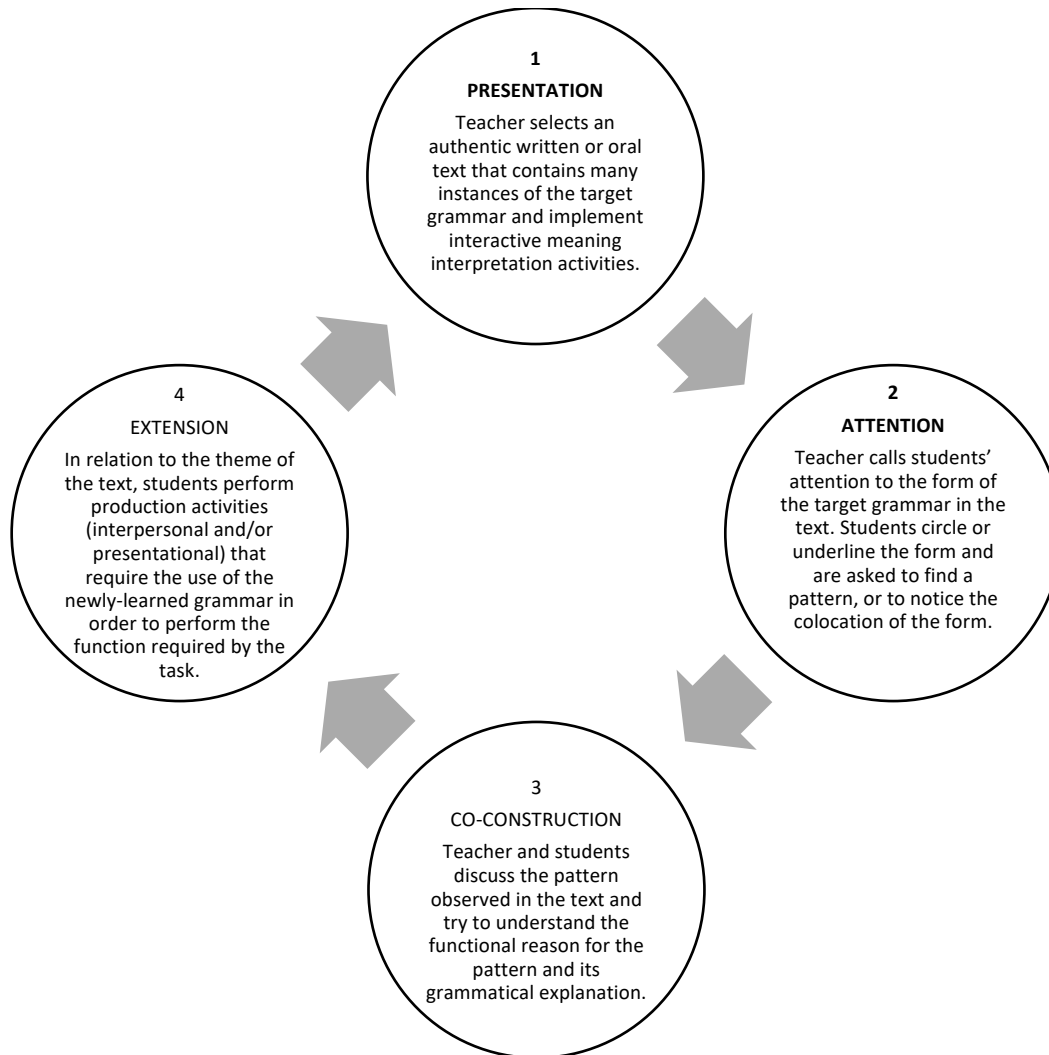 1
PRESENTATION
Teacher selects an
authentic written or oral
text that contains many
instances of the target
grammar and implement
interactive meaning
interpretation activities.
2
ATTENTION
Teacher calls students’
attention to the form of
the target grammar in the
text. Students circle or
underline the form and
are asked to find a
pattern, or to notice the
colocation of the form.
3
CO-CONSTRUCTION
Teacher and students
discuss the pattern
observed in the text and
try to understand the
functional reason for the
pattern and its
grammatical explanation.
4
EXTENSION
In relation to the theme of
the text, students perform
production activities
(interpersonal and/or
presentational) that
require the use of the
newly-learned grammar in
order to perform the
function required by the
task.